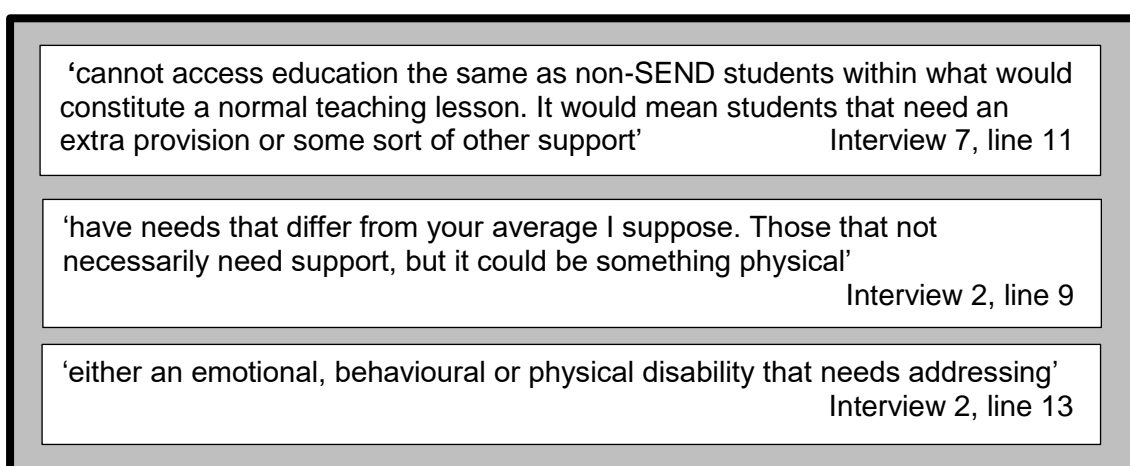 ‘cannot access education the same as non-SEND students within what would
constitute a normal teaching lesson. It would mean students that need an
extra provision or some sort of other support’ Interview 7, line 11
‘have needs that differ from your average I suppose. Those that not
necessarily need support, but it could be something physical’
Interview 2, line 9
‘either an emotional, behavioural or physical disability that needs addressing’
Interview 2, line 13